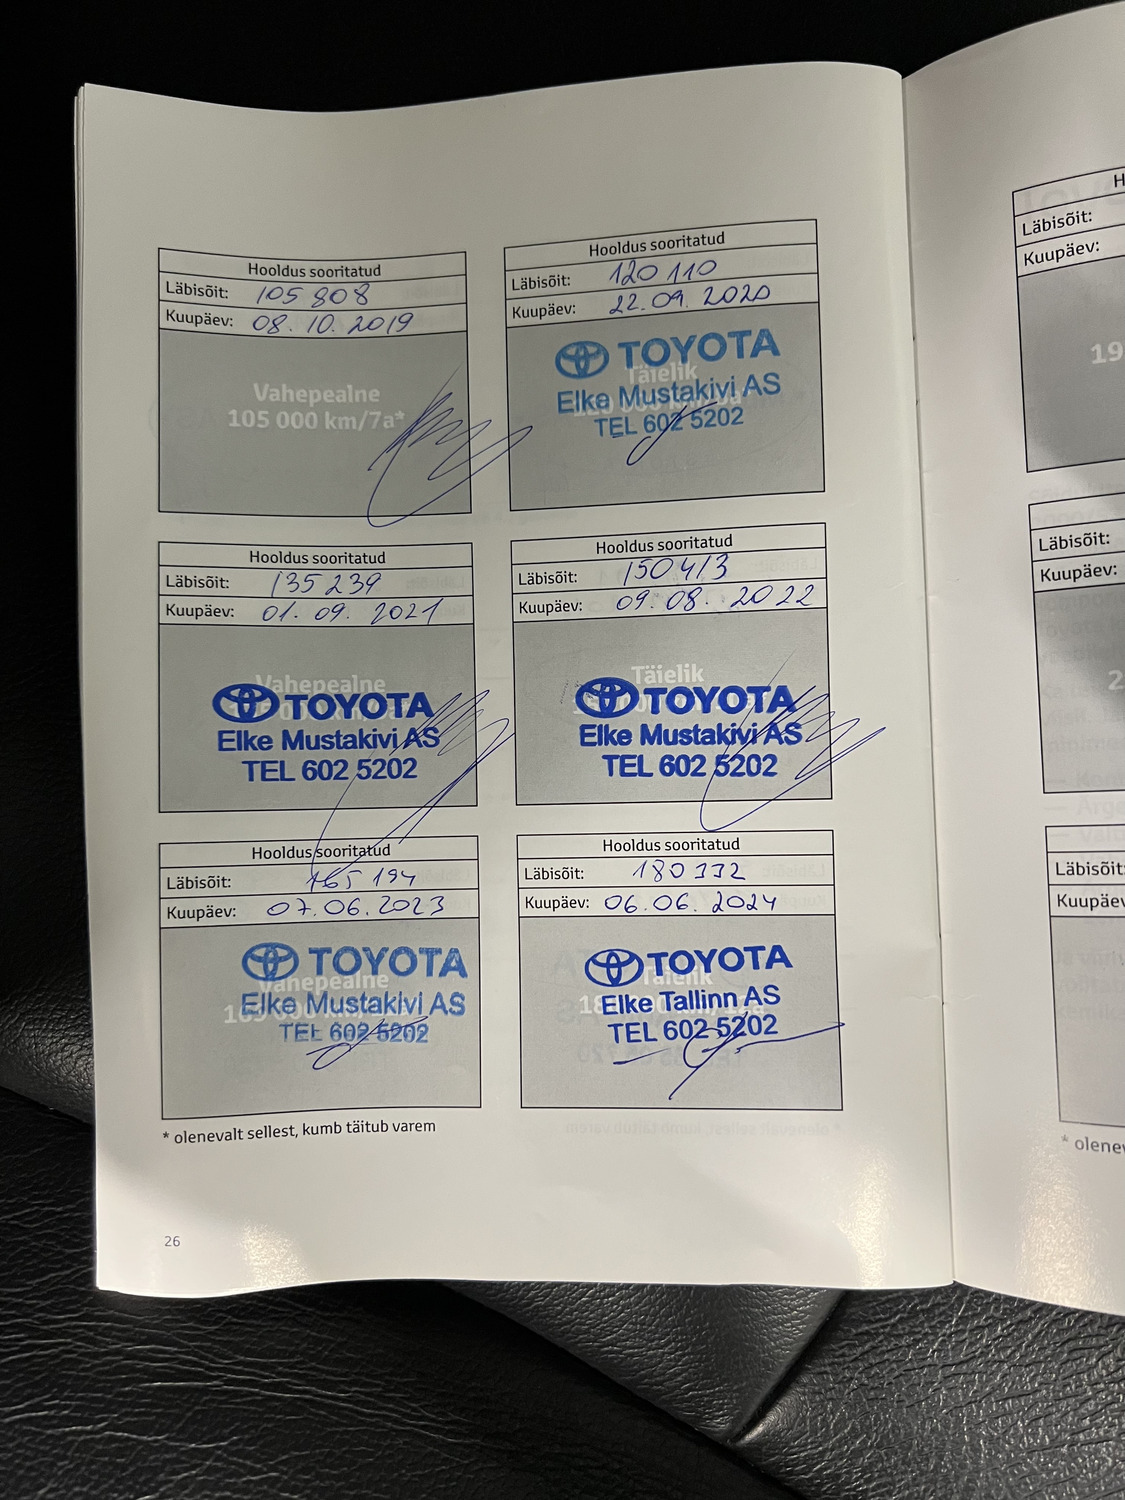 Hooldus sooritatud
Läbisõit: 105 808
Kuupäev: 08.10.2019
Vahepealne
105 000 km/7a*
Hooldus sooritatud
Läbisõit: 120 110
Kuupäev: 22.09.2020
Täielik
TOYOTA
Elke Mustakivi AS
TEL 602 5202
Hooldus sooritatud
Läbisõit: 135 239
Kuupäev: 01.09.2021
Vahepealne
TOYOTA
Elke Mustakivi AS
TEL 602 5202
Hooldus sooritatud
Läbisõit: 150413
Kuupäev: 09.08.2022
Täielik
TOYOTA
Elke Mustakivi AS
TEL 602 5202
Hooldus sooritatud
Läbisõit: 165 194
Kuupäev: 07.06.2023
TOYOTA
Vahepealne
Elke Mustakivi AS
TEL 602 5202
Hooldus sooritatud
Läbisõit: 180 332
Kuupäev: 06.06.2024
TOYOTA
Täielik
Elke Tallinn AS
TEL 602 5202
* olenevalt sellest, kumb täitub varem
26
Läbisõit:
Kuupäev:
Läbisõit:
Kuupäev:
Läbisõit: